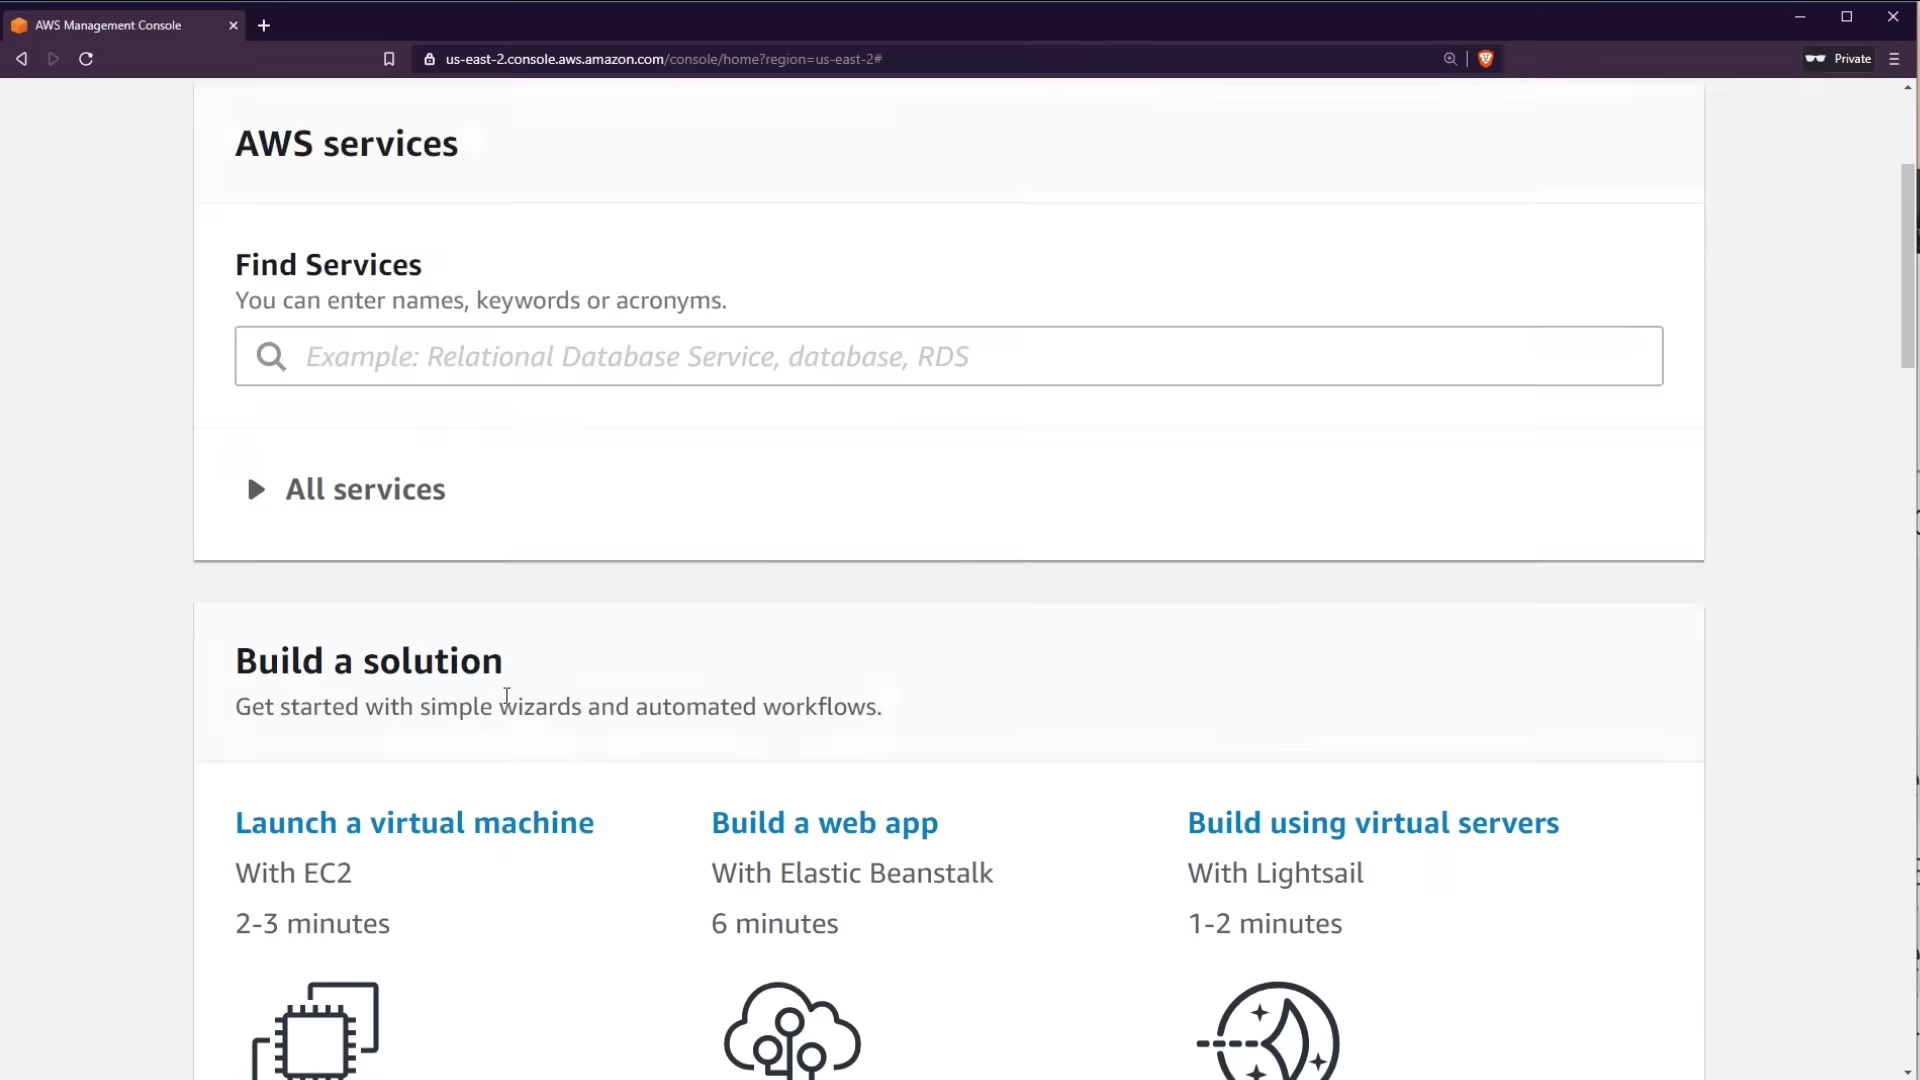 AWS Management Console
us-east-2.console.aws.amazon.com/console/home?region=us-east-2#
Private
AWS services
Find Services
You can enter names, keywords or acronyms.
Example: Relational Database Service, database, RDS
All services
Build a solution
Get started with simple wizards and automated workflows.
Launch a virtual machine
With EC2
2-3 minutes
Build a web app
With Elastic Beanstalk
6 minutes
Build using virtual servers
With Lightsail
1-2 minutes